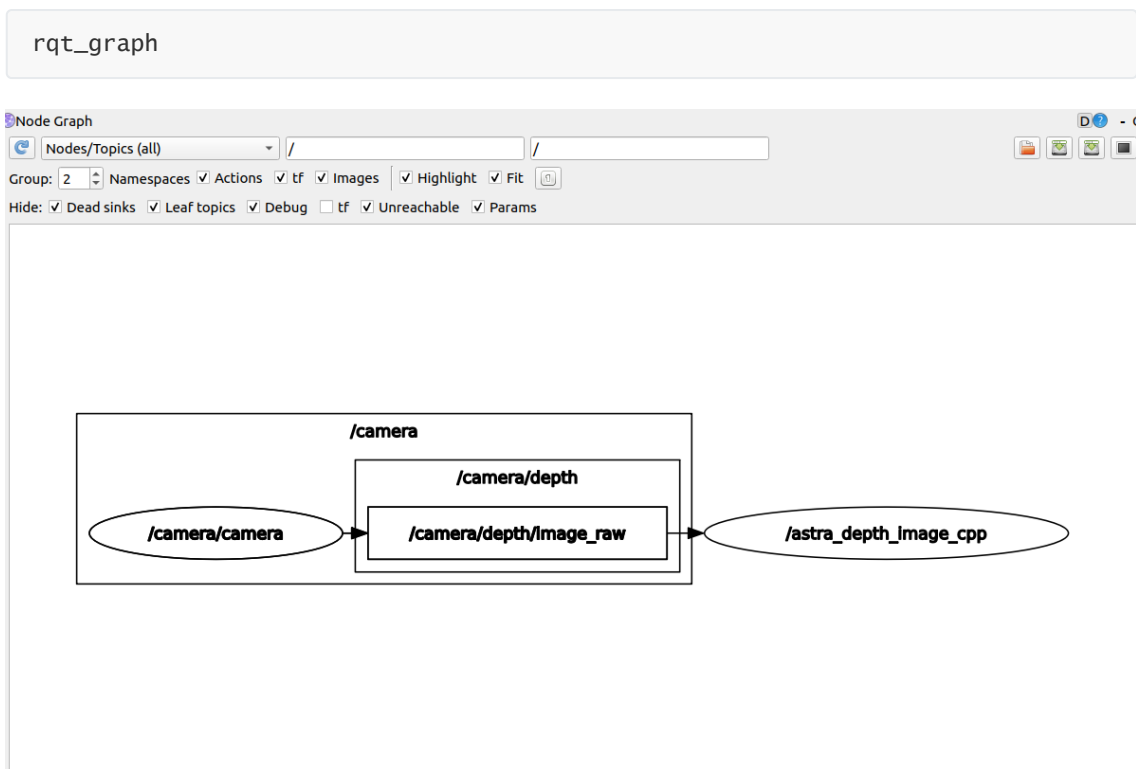 rqt_graph
Node Graph
D ? -
Nodes/Topics (all) / /
Group: 2 Namespaces Actions tf Images Highlight Fit
Hide: Dead sinks Leaf topics Debug tf Unreachable Params
/camera
/camera/depth
/camera/camera /camera/depth/image_raw /astra_depth_image_cpp